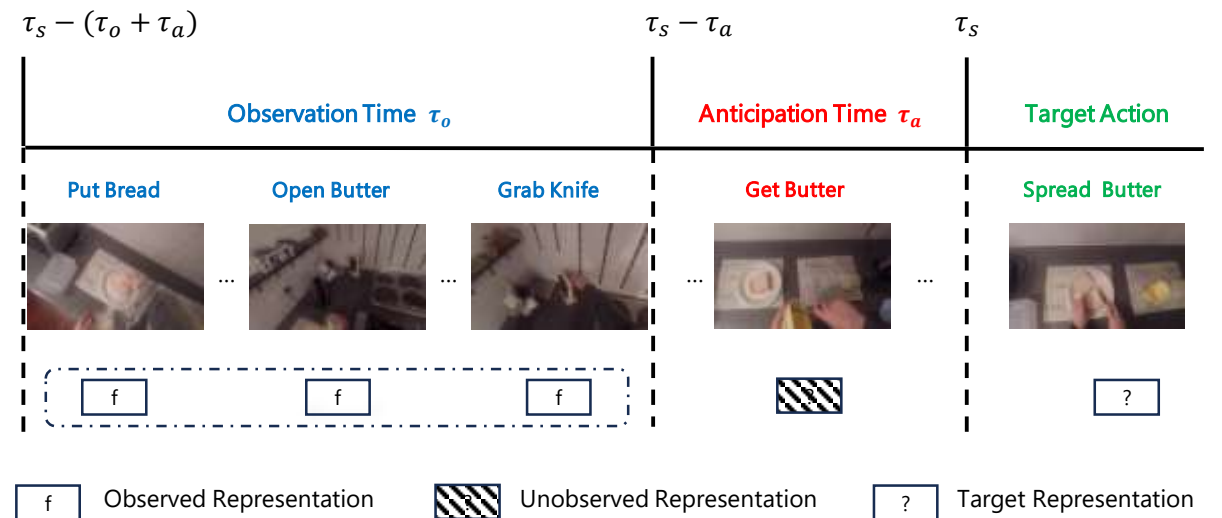 τₛ − (τₒ + τₐ)
τₛ − τₐ
τₛ
Observation Time τₒ
Anticipation Time τₐ
Target Action
Put Bread
Open Butter
Grab Knife
Get Butter
Spread Butter
... ... ... ...
f
f
f
?
?
f Observed Representation
? Unobserved Representation
? Target Representation